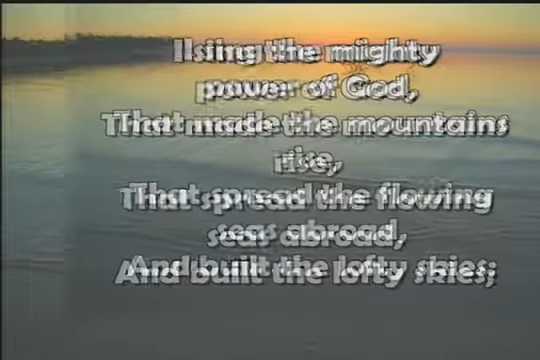 I sing the mighty
power of God,
That made the mountains
rise,
That spread the flowing
seas abroad,
And built the lofty skies;